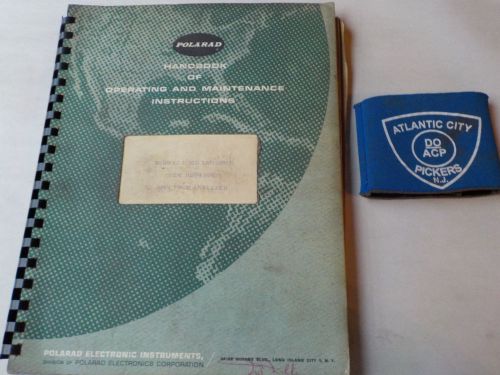 POLARAD
HANDBOOK
OF
OPERATING AND MAINTENANCE
INSTRUCTIONS
SPECTRUM ANALYZER
POLARAD ELECTRONIC INSTRUMENTS,
DIVISION OF POLARAD ELECTRONICS CORPORATION
LONG ISLAND CITY 1, N. Y.
ATLANTIC CITY
DO
ACP
PICKERS
N.J.